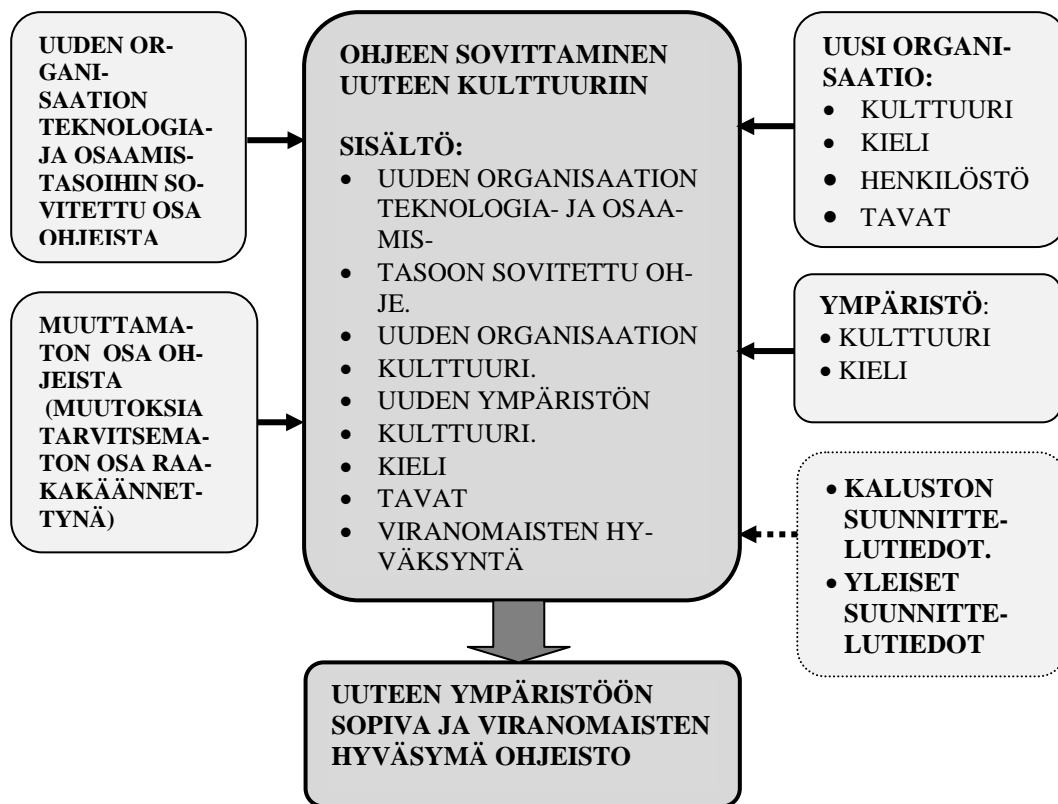 UUDEN OR-
GANI-
SAATION
TEKNOLOGIA-
JA OSAAMIS-
TASOIHIN SO-
VITETTU OSA
OHJEISTA
MUUTTAMA-
TON OSA OH-
JEISTA
(MUUTOKSIA
TARVITSEMA-
TON OSA RAA-
KAKÄÄNNET-
TYNÄ)
OHJEEN SOVITTAMINEN
UUTEEN KULTTUURIIN
SISÄLTÖ:
• UUDEN ORGANISAATION
TEKNOLOGIA- JA OSAA-
MIS-
• TASOON SOVITETTU OH-
JE.
• UUDEN ORGANISAATION
• KULTTUURI.
• UUDEN YMPÄRISTÖN
• KULTTUURI.
• KIELI
• TAVAT
• VIRANOMAISTEN HY-
VÄKSYNTÄ
UUSI ORGANI-
SAATIO:
• KULTTUURI
• KIELI
• HENKILÖSTÖ
• TAVAT
YMPÄRISTÖ:
• KULTTUURI
• KIELI
• KALUSTON
SUUNNITTE-
LUTIEDOT.
• YLEISET
SUUNNITTE-
LUTIEDOT
UUTEEN YMPÄRISTÖÖN
SOPIVA JA VIRANOMAISTEN
HYVÄSYMÄ OHJEISTO